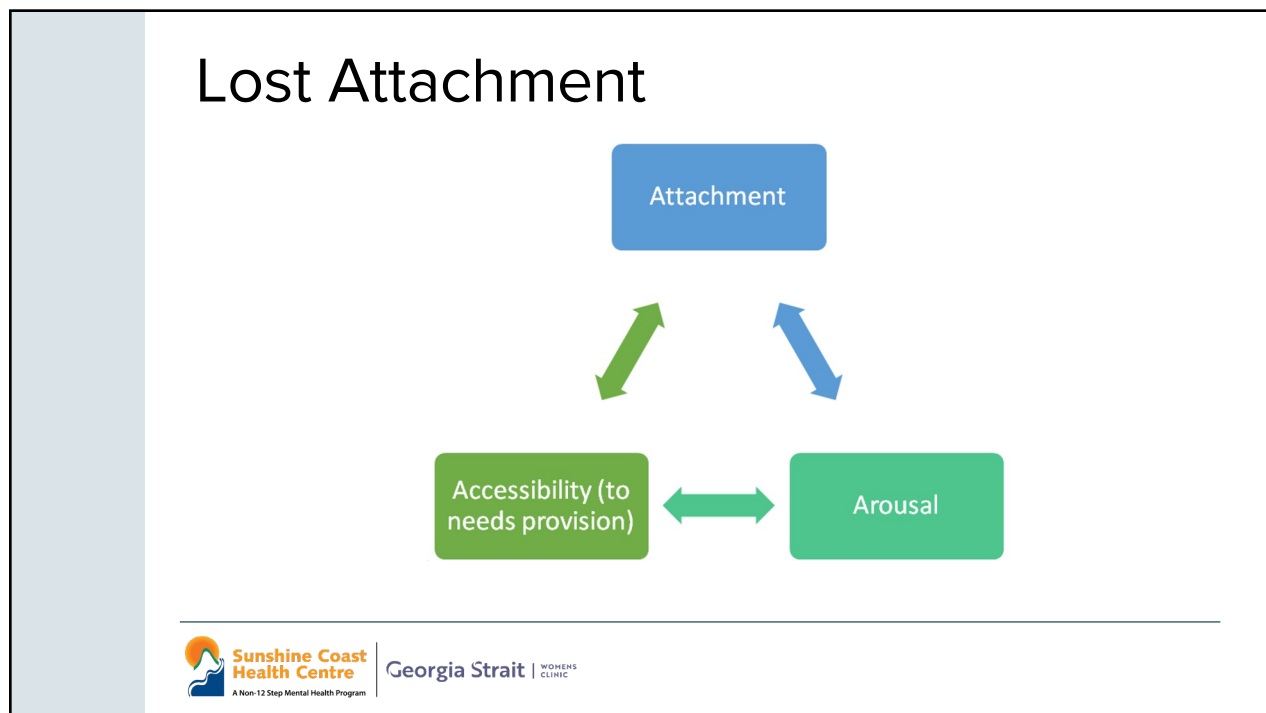 Lost Attachment
Attachment
Accessibility (to
needs provision)
Arousal
Sunshine Coast
Health Centre
A Non-12 Step Mental Health Program
Georgia Strait | WOMENS
CLINIC